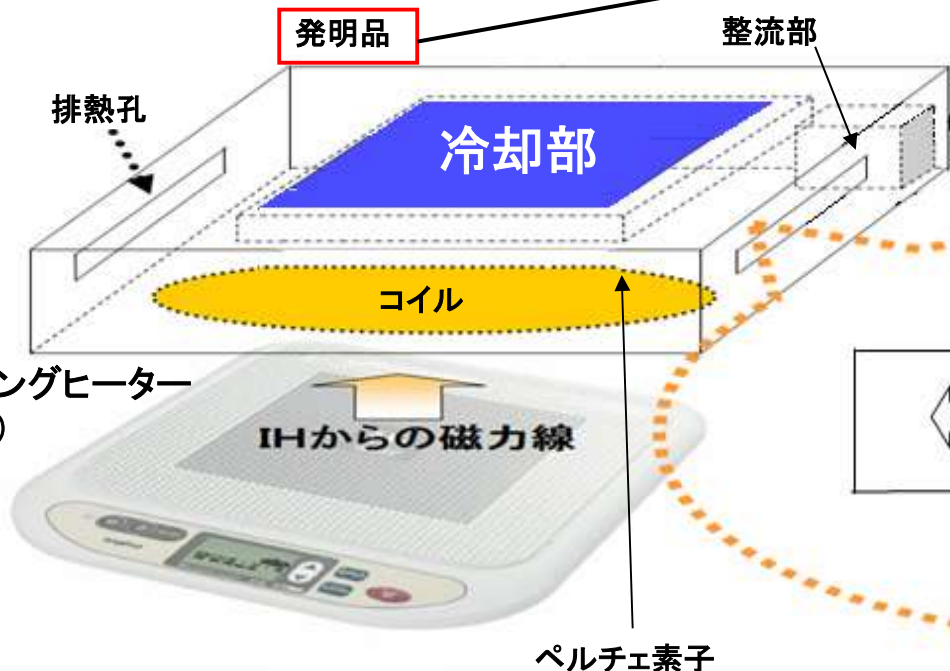 発明品
整流部
排熱孔
冷却部
コイル
ングヒーター
)
IHからの磁力線
ペルチェ素子